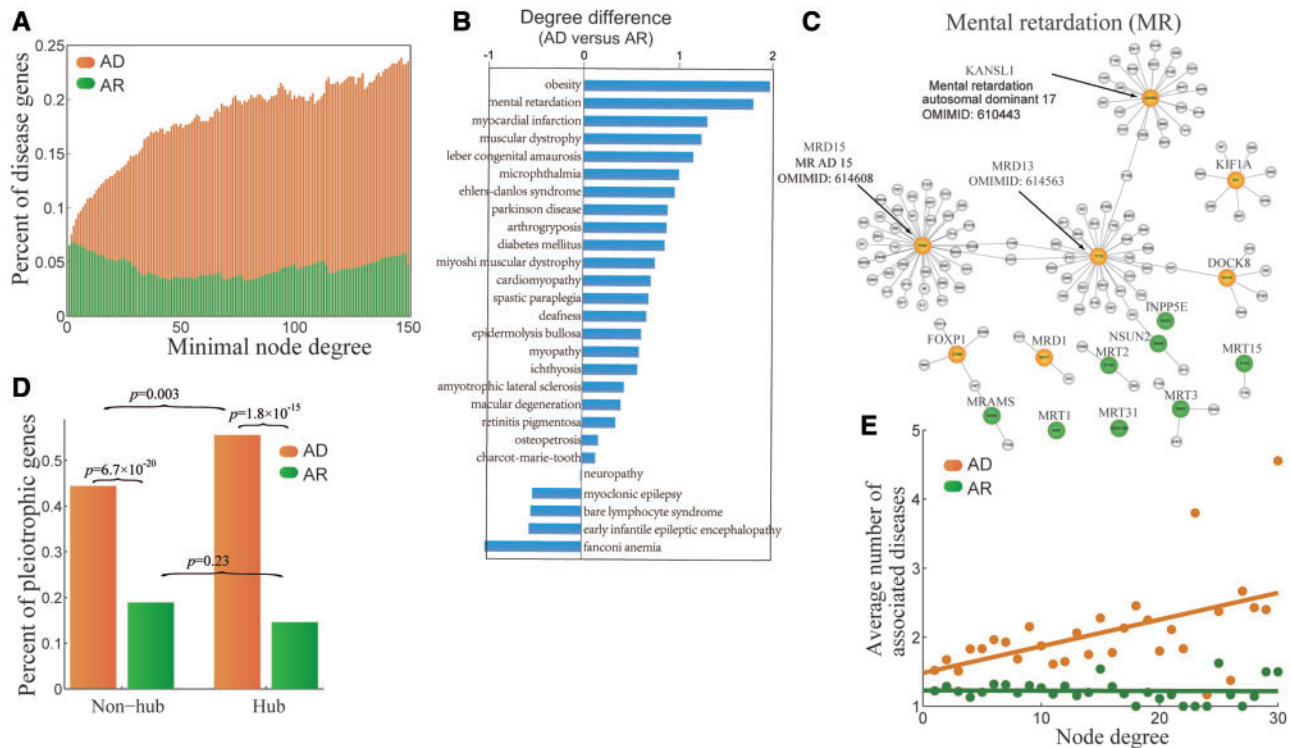 A
Percent of disease genes
0.25
0.2
0.15
0.1
0.05
0
AD
AR
0
50
100
150
Minimal node degree
B
Degree difference
(AD versus AR)
-1
0
1
2
obesity
mental retardation
myocardial infarction
muscular dystrophy
leber congenital amaurosis
microphthalmia
ehlers-danlos syndrome
parkinson disease
arthrogryposis
diabetes mellitus
miyoshi muscular dystrophy
cardiomyopathy
spastic paraplegia
deafness
epidermolysis bullosa
myopathy
ichthyosis
amyotrophic lateral sclerosis
macular degeneration
retinitis pigmentosa
osteopetrosis
charcot-marie-tooth
neuropathy
myoclonic epilepsy
bare lymphocyte syndrome
early infantile epileptic encephalopathy
fanconi anemia
C
Mental retardation (MR)
KANSL1
Mental retardation
autosomal dominant 17
OMIMID: 610443
MRD15
MR AD 15
OMIMID: 614608
MRD13
OMIMID: 614563
KIF1A
DOCK8
INPP5E
NSUN2
FOXP1
MRD1
MRT2
MRT15
MRAMS
MRT1
MRT31
MRT3
D
Percent of pleiotrophic genes
0.5
0.4
0.3
0.2
0.1
0
p=0.003
p=1.8×10-15
p=6.7×10-20
p=0.23
AD
AR
Non-hub
Hub
E
Average number of
associated diseases
5
4
3
2
1
AD
AR
0
10
20
30
Node degree